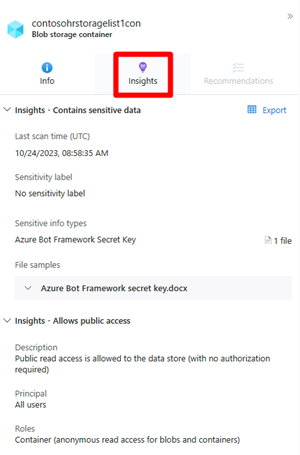 »
contosohrstoragelist1con
Blob storage container
Info
Insights
Recommendations
Insights - Contains sensitive data
Export
Last scan time (UTC)
10/24/2023, 08:58:35 AM
Sensitivity label
No sensitivity label
Sensitive info types
Azure Bot Framework Secret Key
1 file
File samples
Azure Bot Framework secret key.docx
Insights - Allows public access
Description
Public read access is allowed to the data store (with no authorization
required)
Principal
All users
Roles
Container (anonymous read access for blobs and containers)